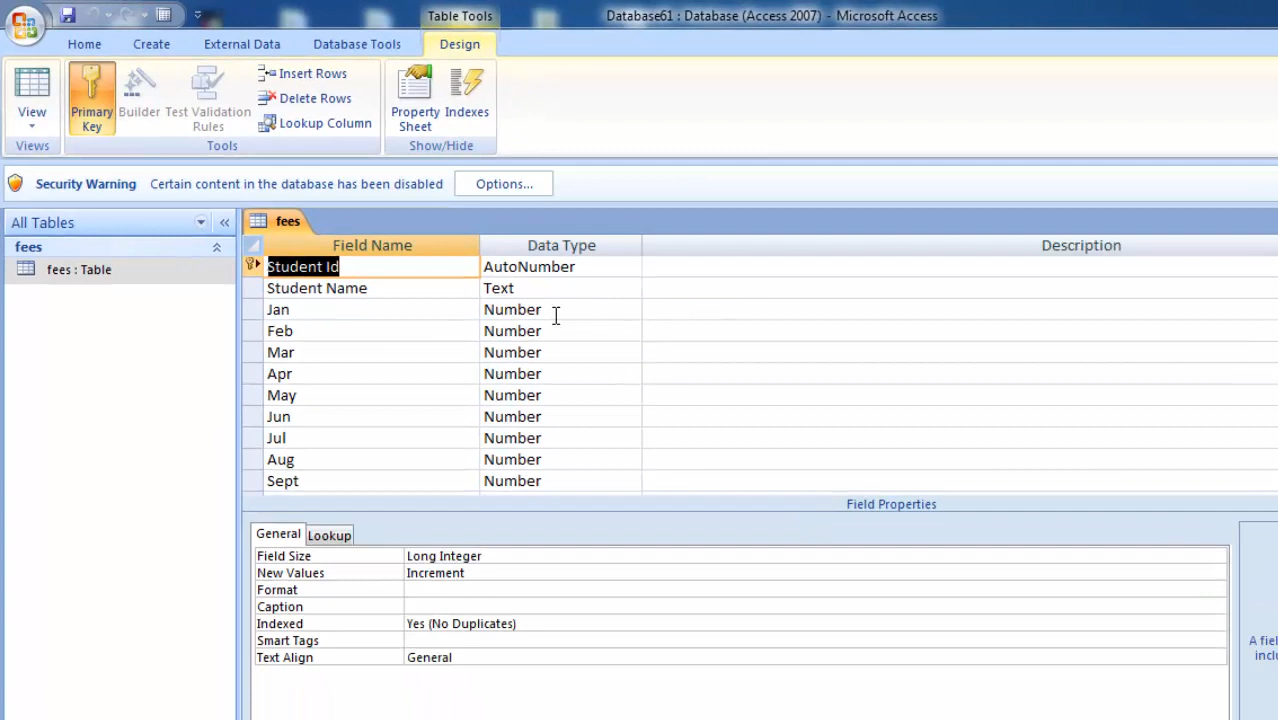 Table Tools
Database61 : Database (Access 2007) - Microsoft Access
Home Create External Data Database Tools Design
View
Primary Key
Builder
Test Validation Rules
Insert Rows
Delete Rows
Lookup Column
Property Sheet
Indexes
Views Tools Show/Hide
Security Warning Certain content in the database has been disabled Options...
All Tables
fees
fees : Table
fees
Field Name Data Type Description
Student Id AutoNumber
Student Name Text
Jan Number
Feb Number
Mar Number
Apr Number
May Number
Jun Number
Jul Number
Aug Number
Sept Number
Field Properties
General Lookup
Field Size Long Integer
New Values Increment
Format
Caption
Indexed Yes (No Duplicates)
Smart Tags
Text Align General